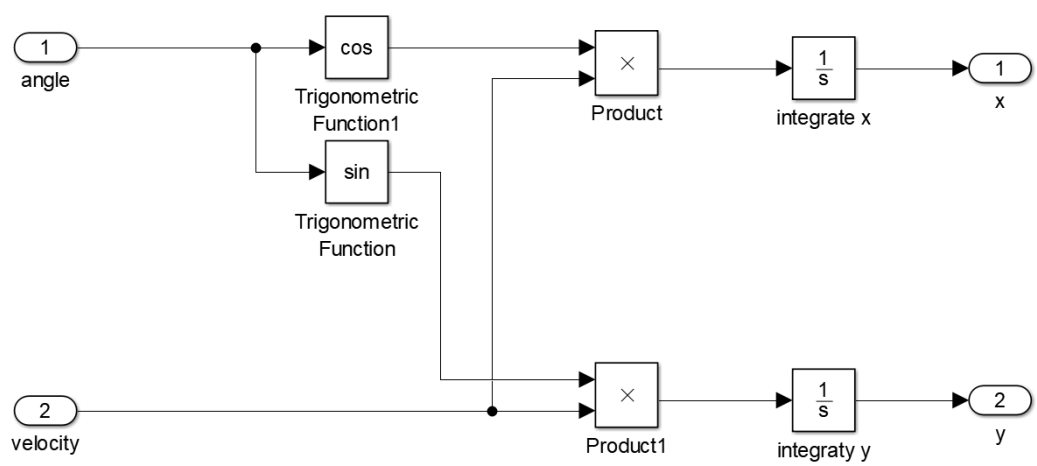 1
angle
cos
Trigonometric
Function1
×
Product
1
s
integrate x
1
x
sin
Trigonometric
Function
2
velocity
×
Product1
1
s
integraty y
2
y